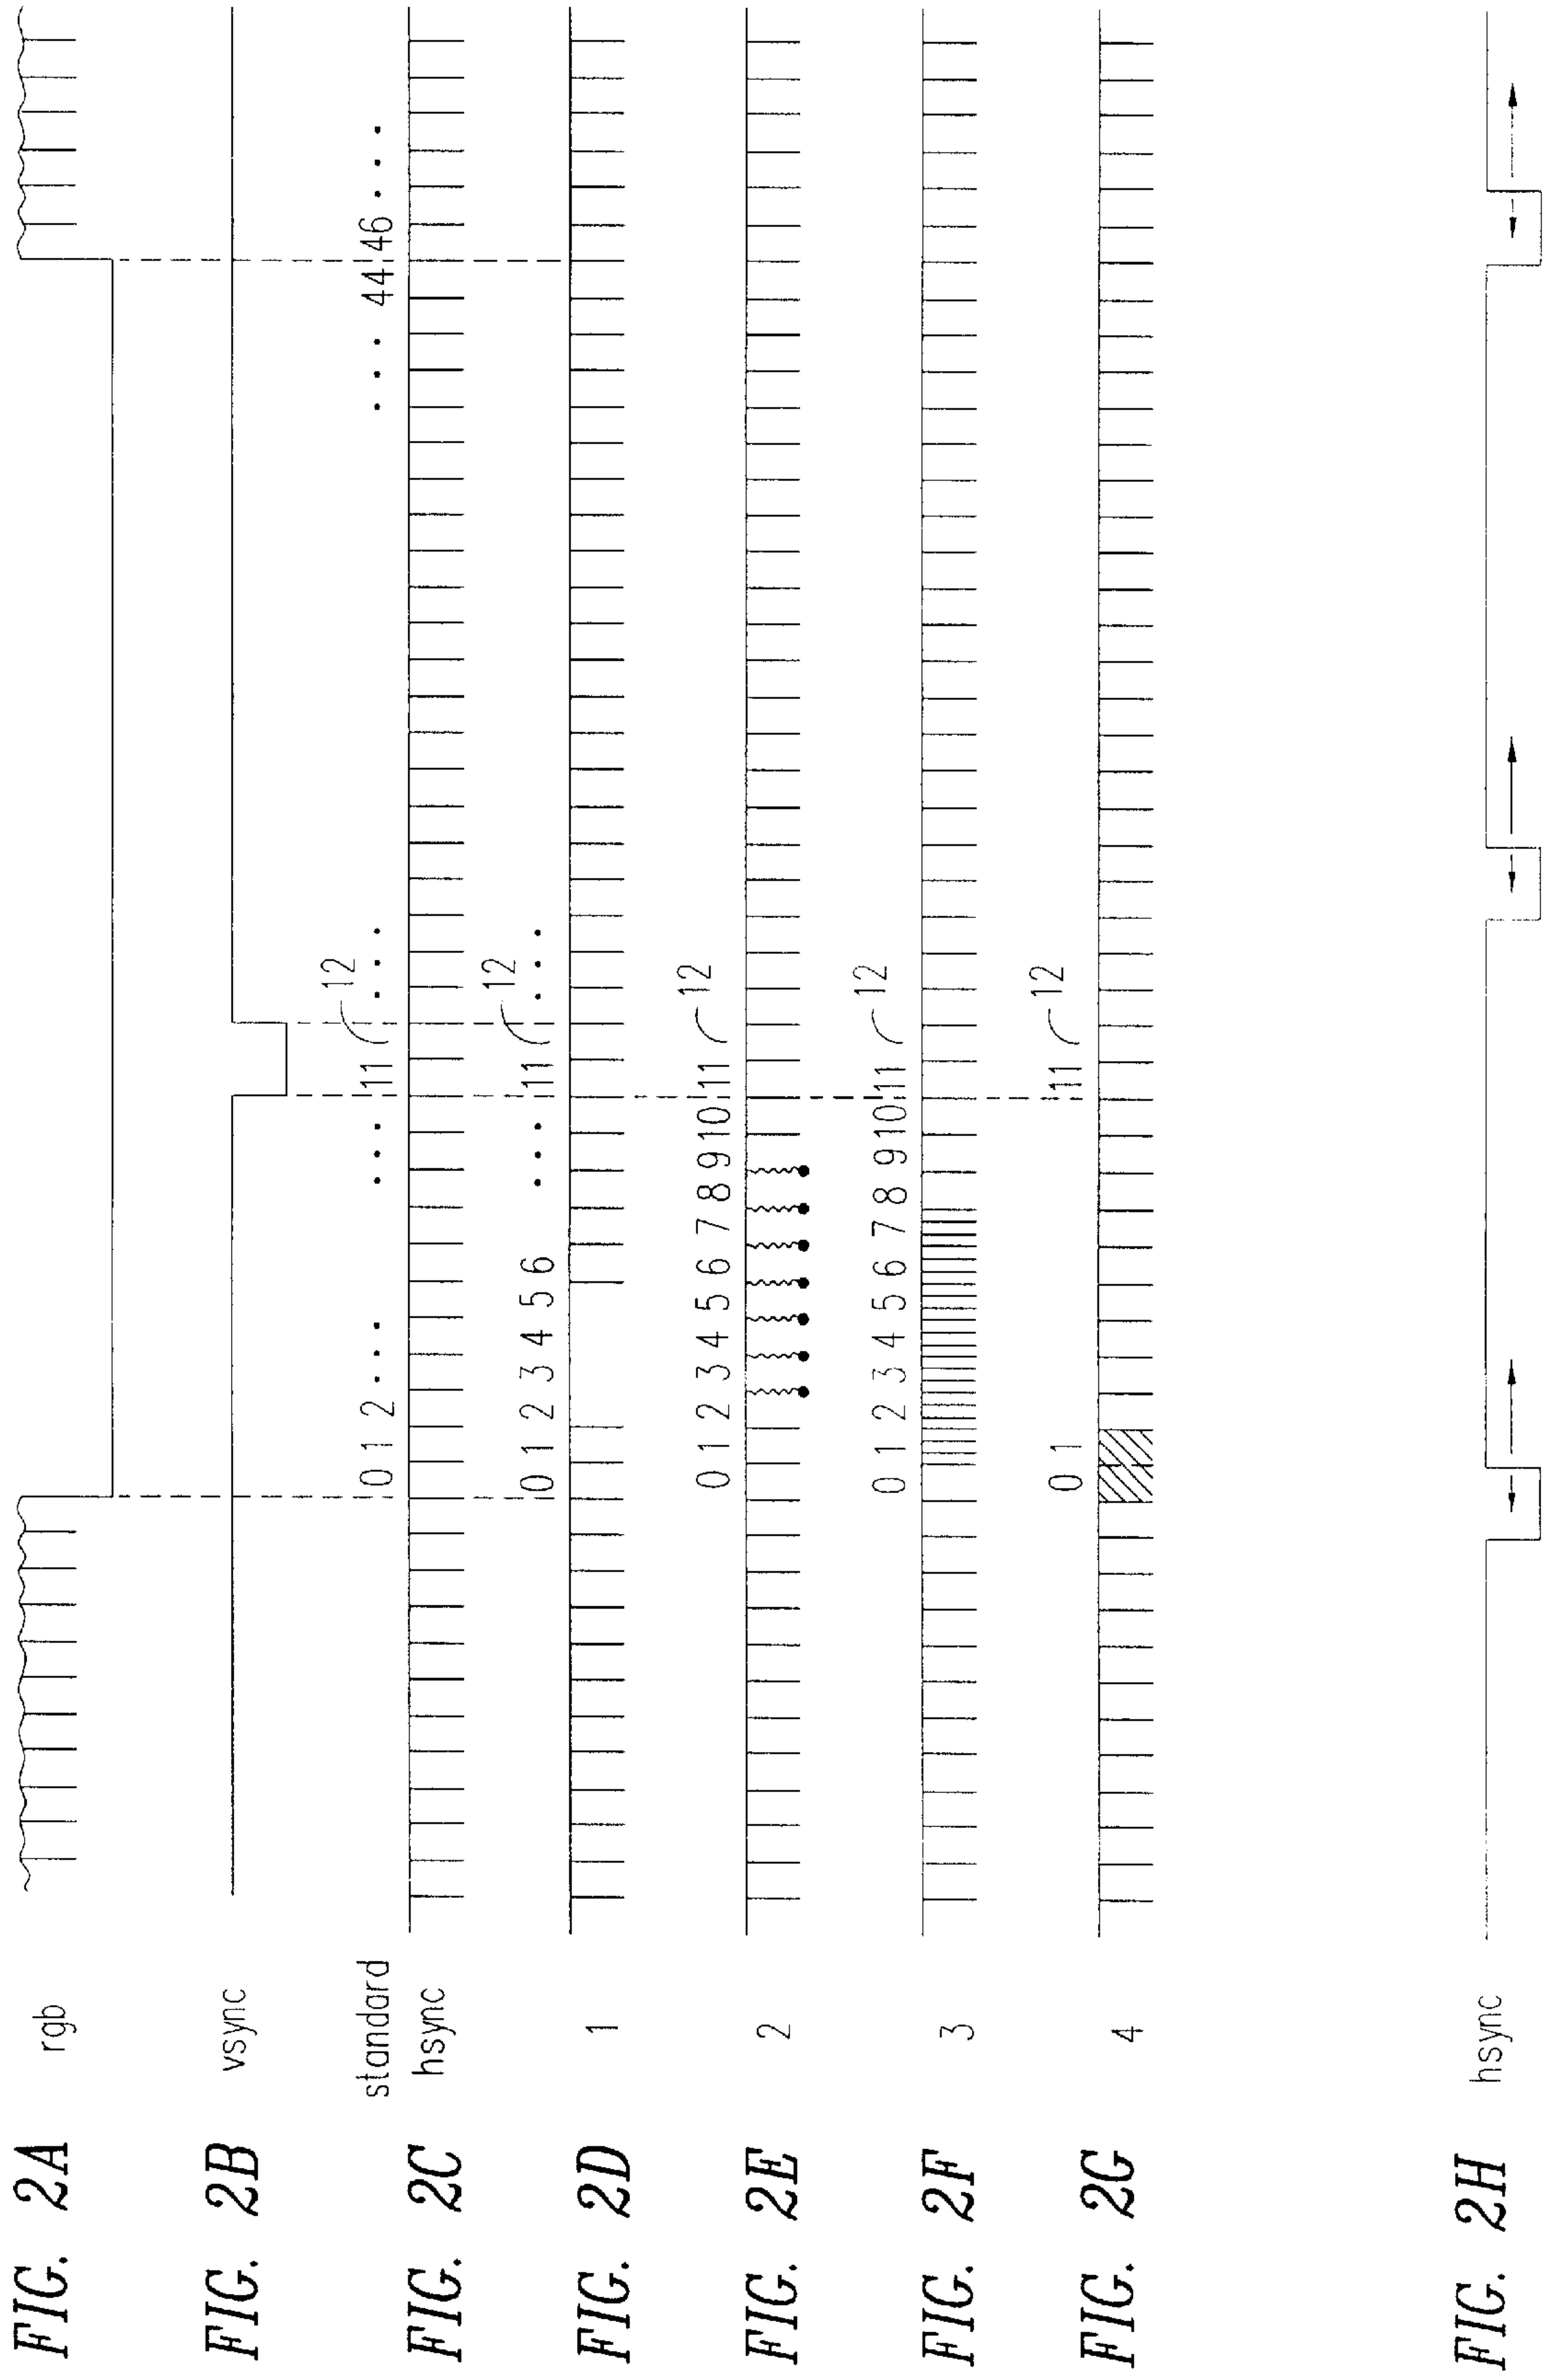 FIG. 2A rgb
FIG. 2B vsync
0 1 2 ... ... 11 12 ... ... 44 46 ...
FIG. 2C standard
hsync
0 1 2 3 4 5 6 ... 11 12 ...
FIG. 2D 1
0 1 2 3 4 5 6 7 8 9 10 11 12
FIG. 2E 2
0 1 2 3 4 5 6 7 8 9 10 11 12
FIG. 2F 3
0 1 11 12
FIG. 2G 4
FIG. 2H hsync